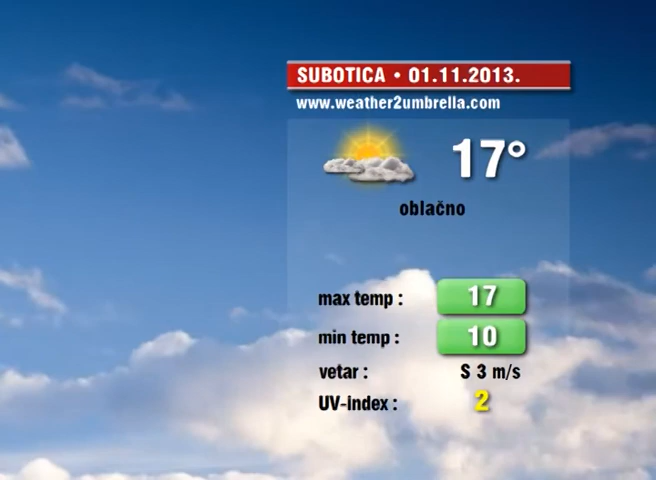 SUBOTICA • 01.11.2013.
www.weather2umbrella.com
17°
oblačno
max temp : 17
min temp : 10
vetar : S 3 m/s
UV-index : 2